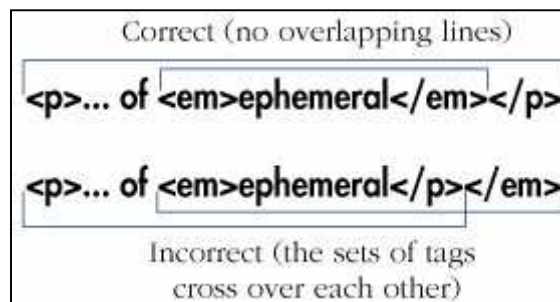 Correct (no overlapping lines)
<p>... of <em>ephemeral</em></p>
<p>... of <em>ephemeral</p></em>
Incorrect (the sets of tags
cross over each other)